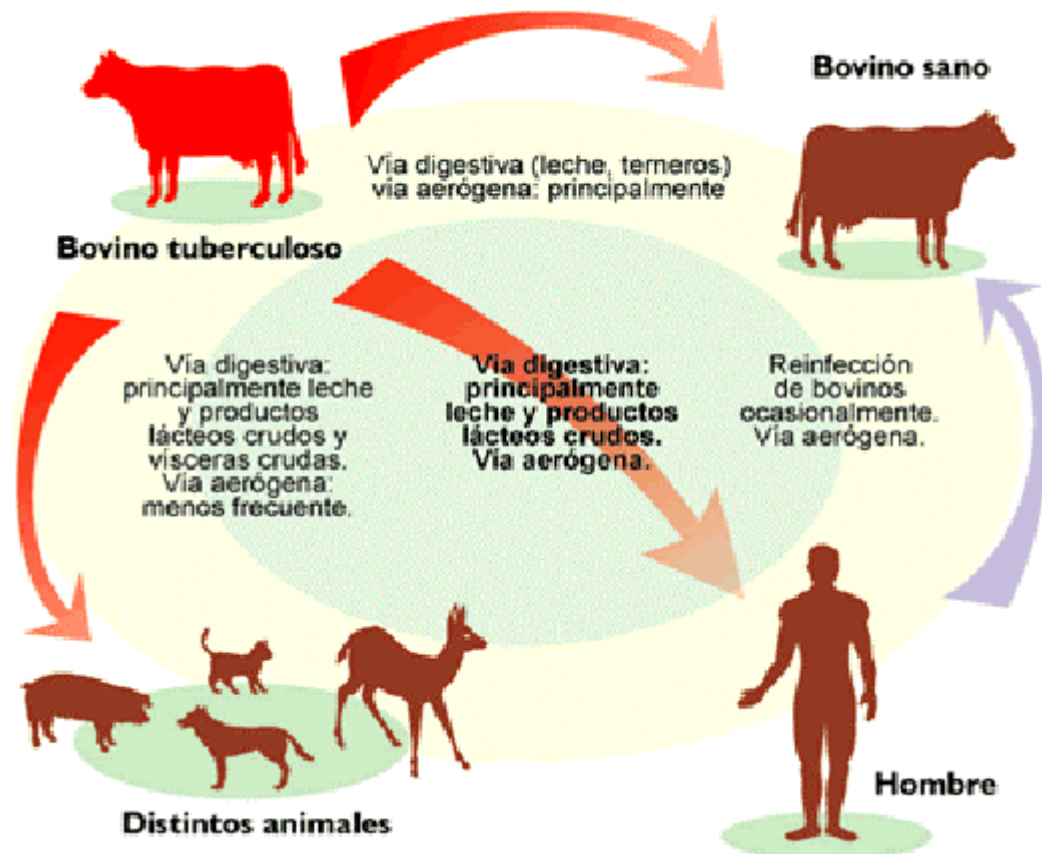 Bovino sano
Vía digestiva (leche, terneros)
vía aerógena: principalmente
Bovino tuberculoso
Vía digestiva:
principalmente leche
y productos
lácteos crudos y
vísceras crudas.
Vía aerógena:
menos frecuente.
Vía digestiva:
principalmente
leche y productos
lácteos crudos.
Vía aerógena.
Reinfección
de bovinos
ocasionalmente.
Vía aerógena.
Hombre
Distintos animales